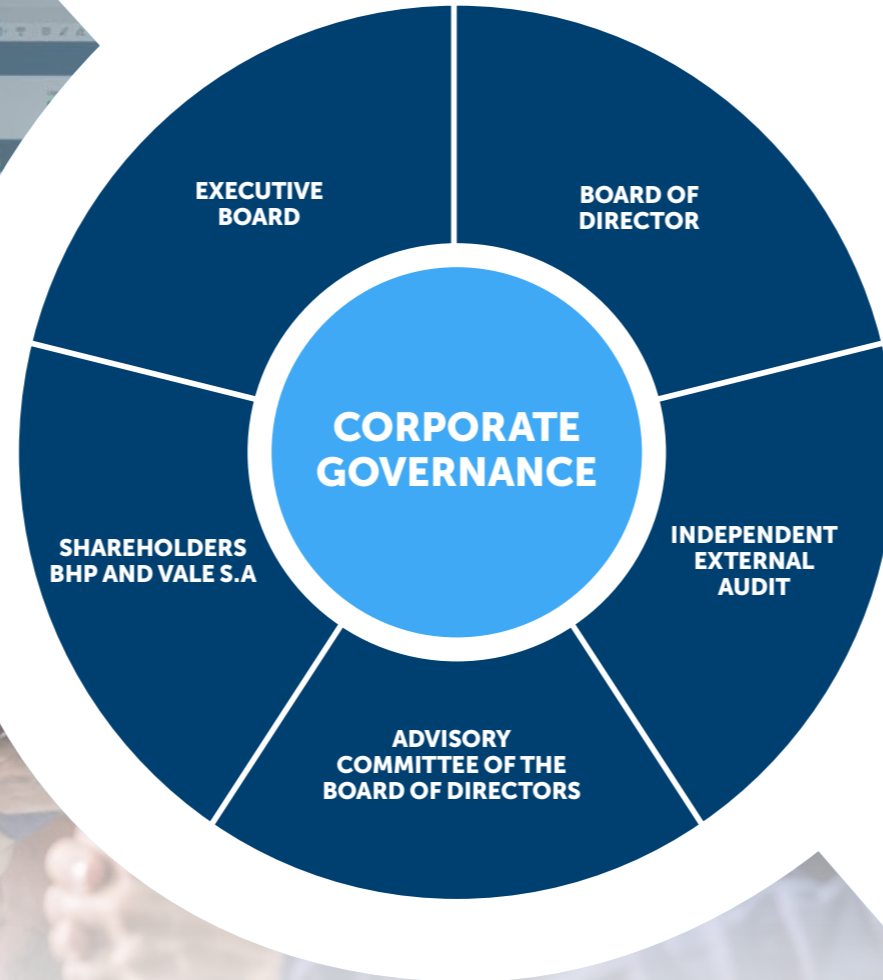 EXECUTIVE
BOARD
BOARD OF
DIRECTOR
CORPORATE
GOVERNANCE
INDEPENDENT
EXTERNAL
AUDIT
SHAREHOLDERS
BHP AND VALE S.A
ADVISORY
COMMITTEE OF THE
BOARD OF DIRECTORS